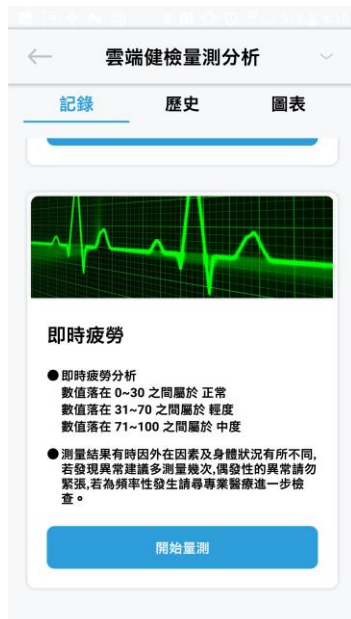 雲端健檢量測分析
記錄
歷史
圖表
即時疲勞
●即時疲勞分析
數值落在 0~30 之間屬於 正常
數值落在 31~70 之間屬於 輕度
數值落在 71~100 之間屬於 中度
●測量結果有時因外在因素及身體狀況有所不同,
若發現異常建議多測量幾次,偶發性的異常請勿
緊張,若為頻率性發生請尋專業醫療進一步檢
查。
開始量測